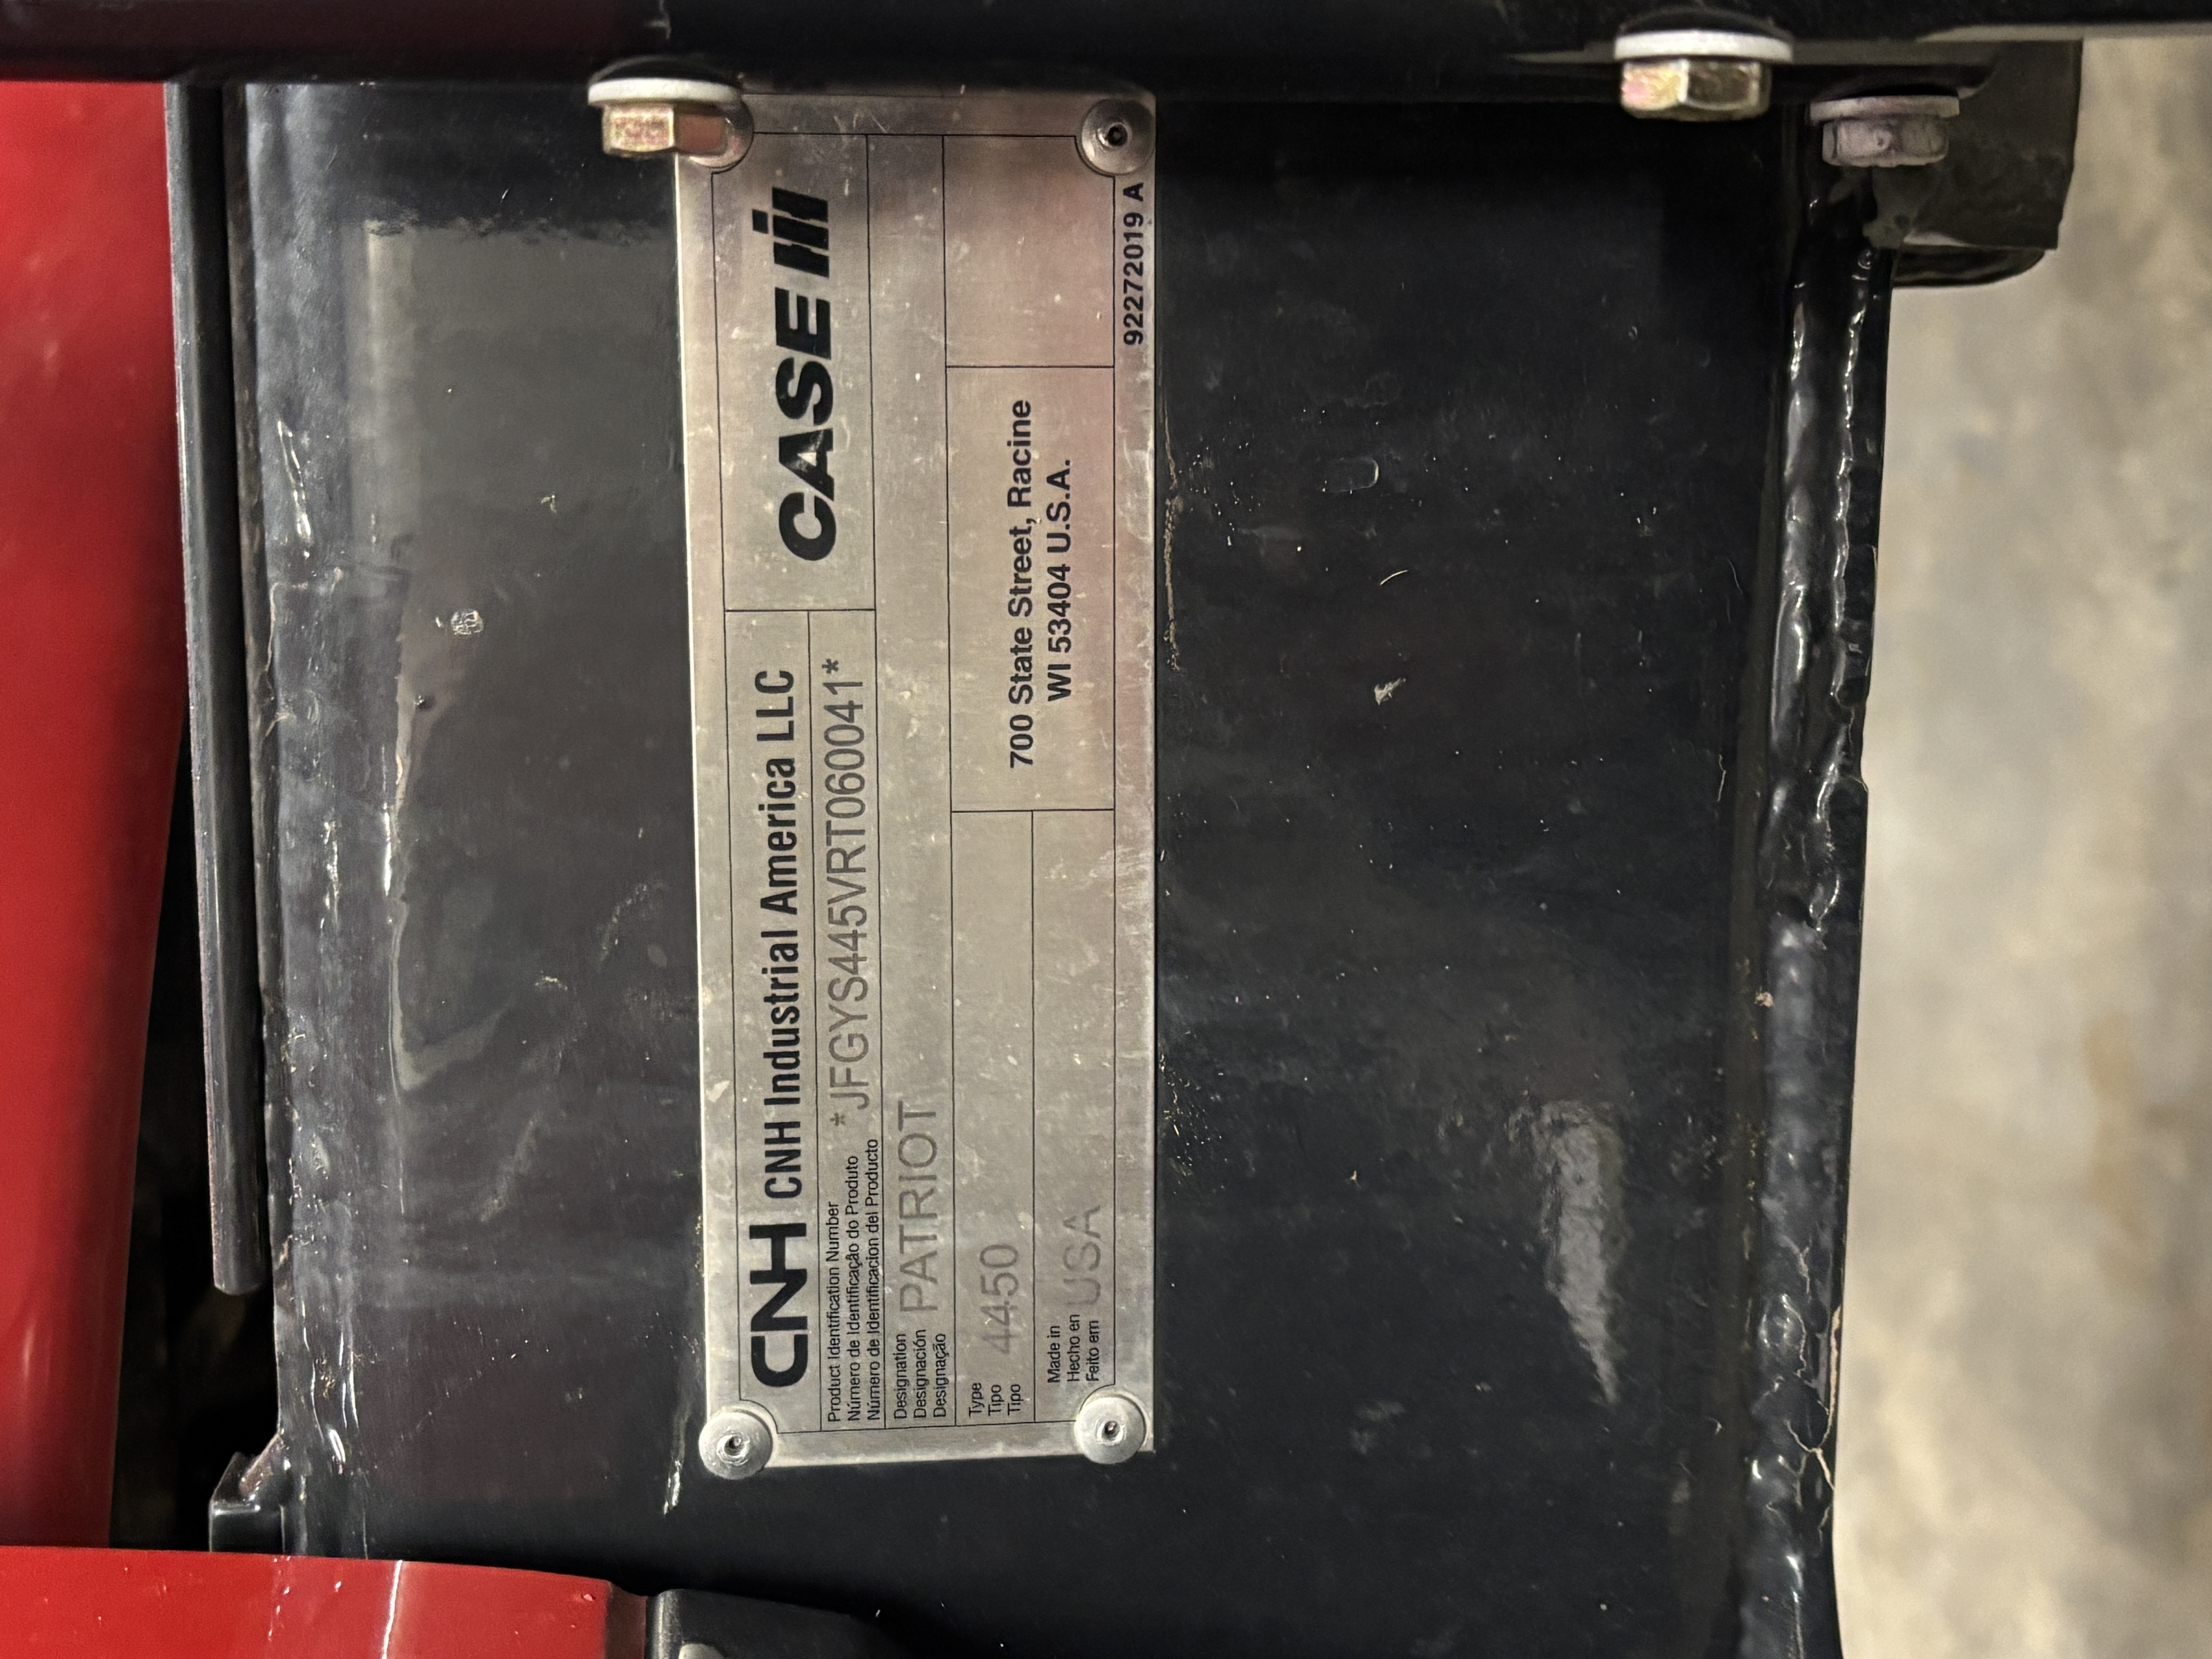 CNH CNH Industrial America LLC
CASE IH
Product Identification Number
Número de Identificação do Produto
Número de Identificacion del Producto
*JFGYS445VRT060041*
Designation
Designación
Designação
PATRIOT
Type
Tipo
Tipo
4450
Made in
Hecho en
Feito em
USA
700 State Street, Racine
WI 53404 U.S.A.
92272019 A